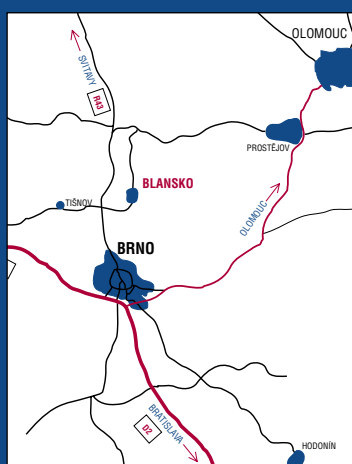 OLOMOUC
SVITAVY
R43
PROSTĚJOV
BLANSKO
TIŠNOV
OLOMOUC
BRNO
BRATISLAVA
D2
HODONÍN